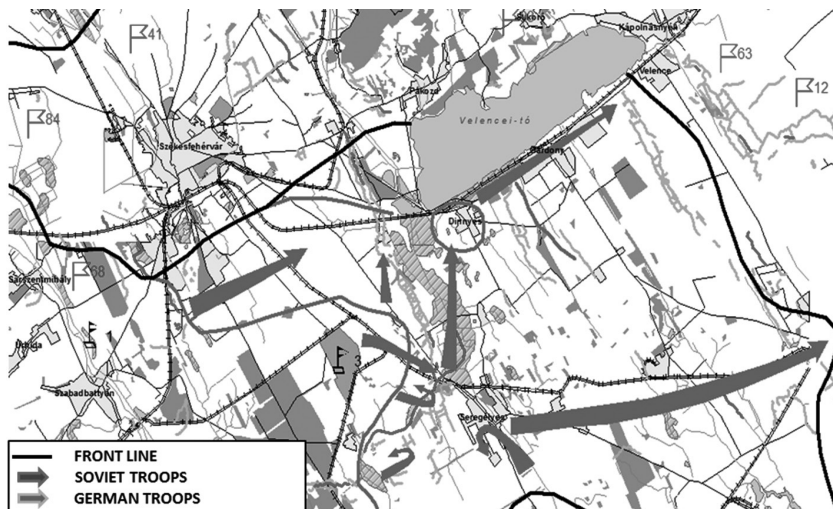 Sukoró
Kápolnásnyék
41
63
Velence
12
Pákozd
84
Velencei-tó
Székesfehérvár
Gárdony
Dinnyés
68
Sárszentmihály
1
Úrhida
3
Szabadbattyán
Seregélyes
FRONT LINE
SOVIET TROOPS
GERMAN TROOPS